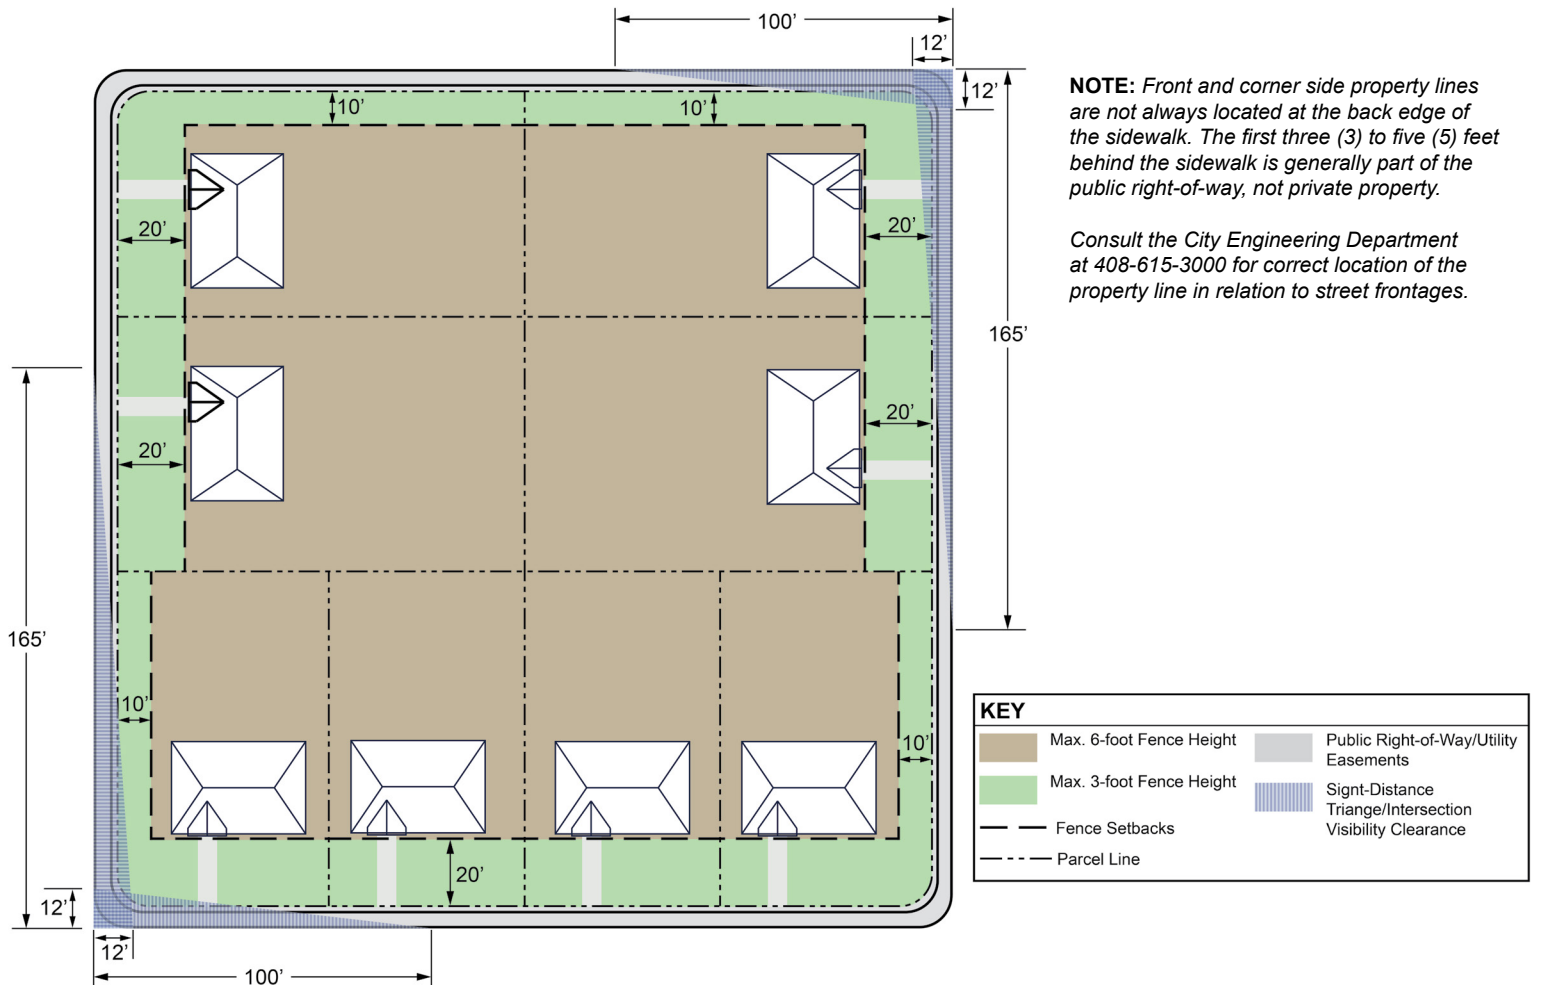 100’
12’
12’
10’
10’
20’
20’
165’
20’
20’
165’
10’
10’
20’
12’
12’
100’
NOTE: Front and corner side property lines
are not always located at the back edge of
the sidewalk. The first three (3) to five (5) feet
behind the sidewalk is generally part of the
public right-of-way, not private property.
Consult the City Engineering Department
at 408-615-3000 for correct location of the
property line in relation to street frontages.
KEY
Max. 6-foot Fence Height
Max. 3-foot Fence Height
Fence Setbacks
Parcel Line
Public Right-of-Way/Utility
Easements
Signt-Distance
Triange/Intersection
Visibility Clearance